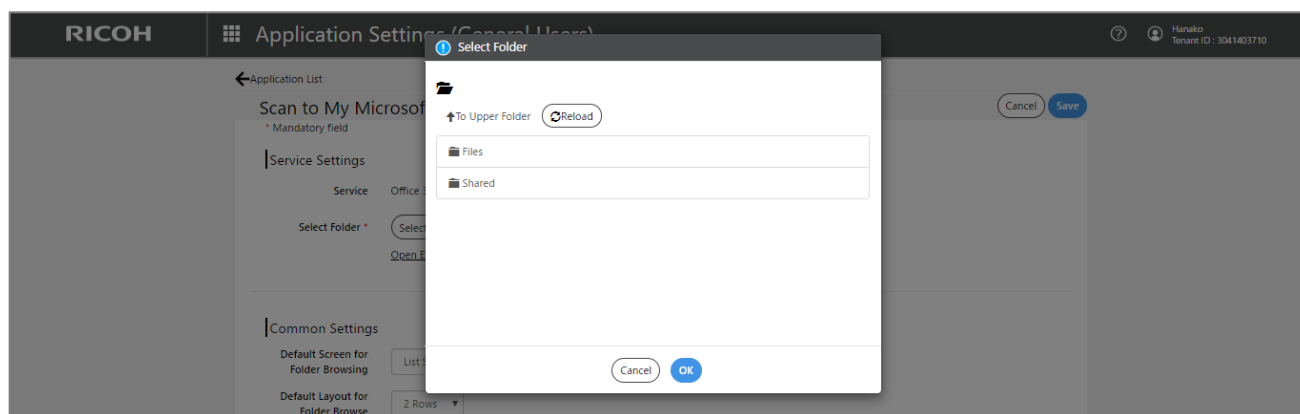 RICOH
Application Settings (General Users)
Hanako
Tenant ID : 3041403710
Select Folder
Application List
Scan to My Microsof
Cancel
Save
* Mandatory field
To Upper Folder
Reload
Files
Shared
Service Settings
Service
Office
Select Folder *
Selec
Open E
Common Settings
Default Screen for
Folder Browsing
List S
Default Layout for
Folder Browse
2 Rows
Cancel
OK